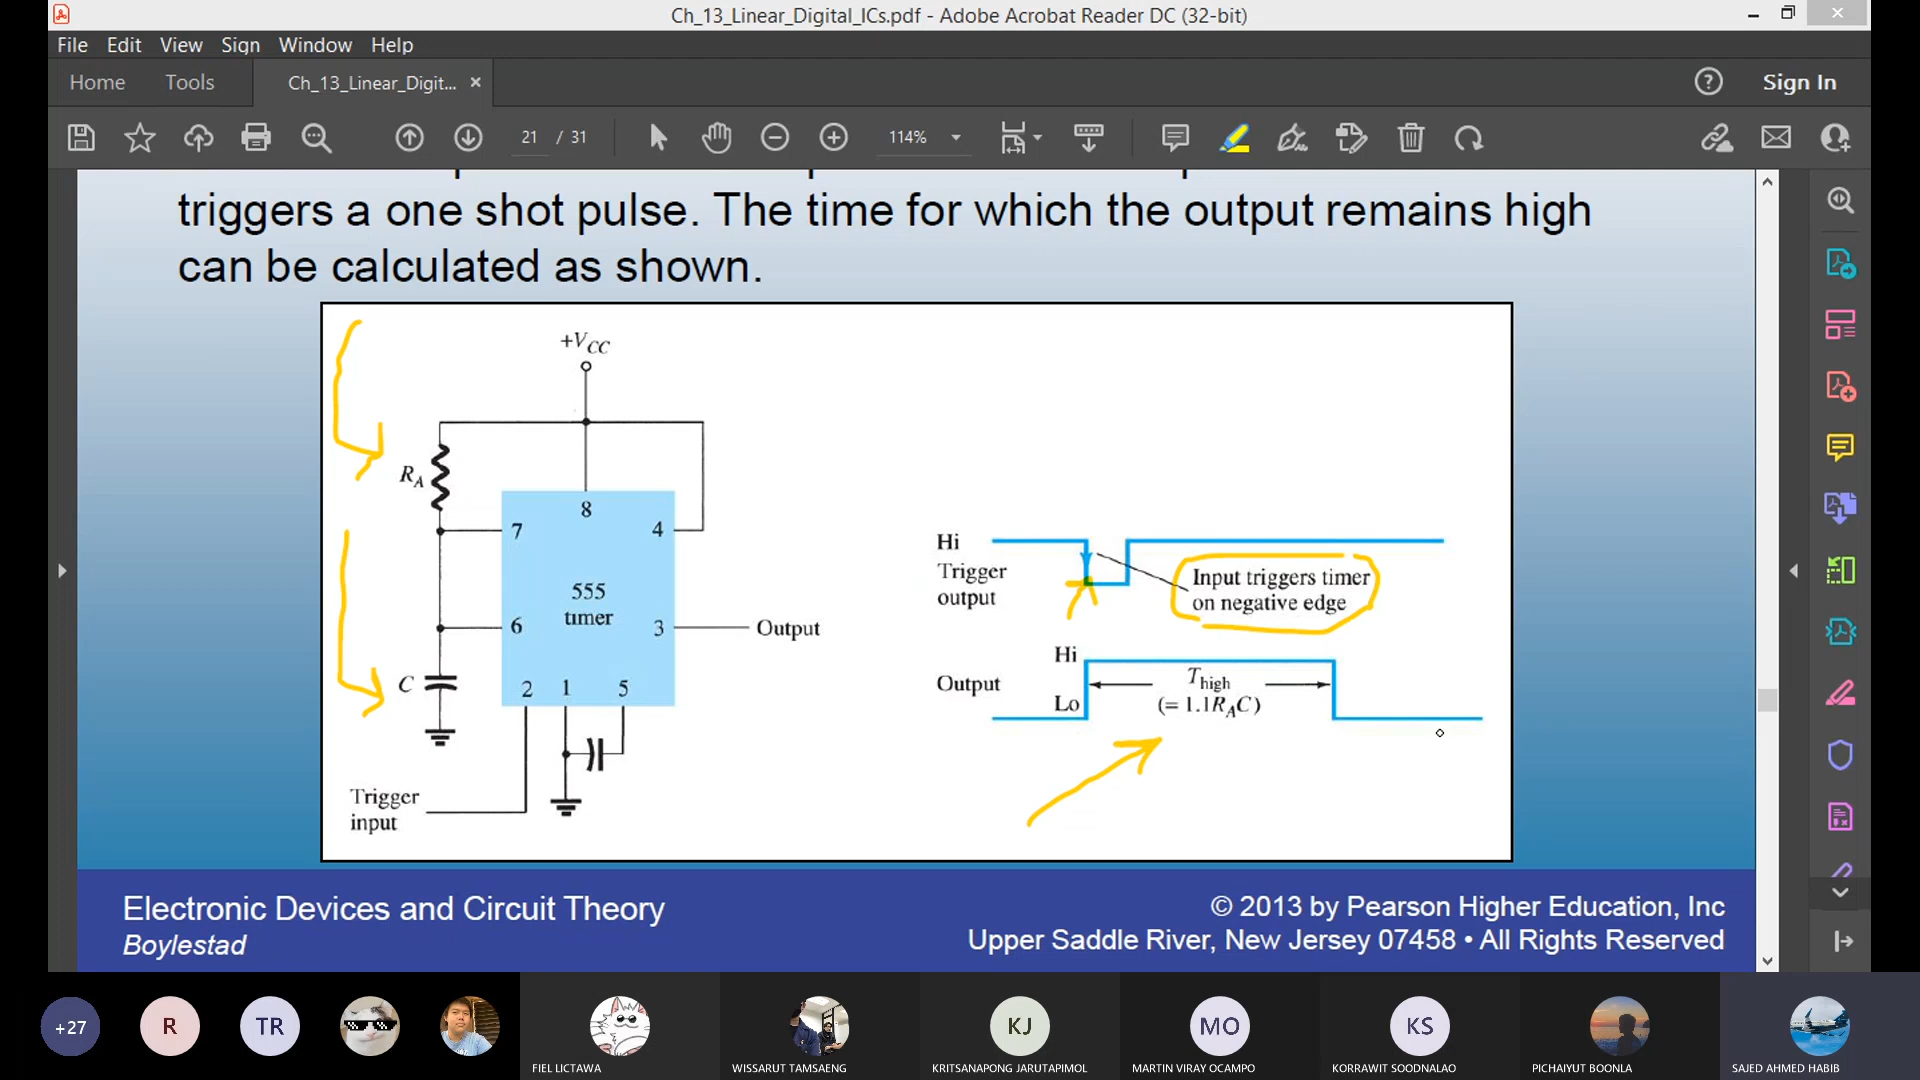 Ch_13_Linear_Digital_ICs.pdf - Adobe Acrobat Reader DC (32-bit)
File Edit View Sign Window Help
Home Tools Ch_13_Linear_Digit... × Sign In
21 / 31 114%
triggers a one shot pulse. The time for which the output remains high
can be calculated as shown.
+VCC
RA
7
8
4
555
timer
6
3
Output
C
2 1 5
Trigger
input
Hi
Trigger
output
Input triggers timer
on negative edge
Hi
Output
Lo
Thigh
(= 1.1RAC)
Electronic Devices and Circuit Theory
Boylestad
© 2013 by Pearson Higher Education, Inc
Upper Saddle River, New Jersey 07458 • All Rights Reserved
+27 R TR KJ MO KS
FIEL LICTAWA WISSARUT TAMSAENG KRITSANAPONG JARUTAPIMOL MARTIN VIRAY OCAMPO KORRAWIT SOODNALAO PICHAIYUT BOONLA SAJED AHMED HABIB